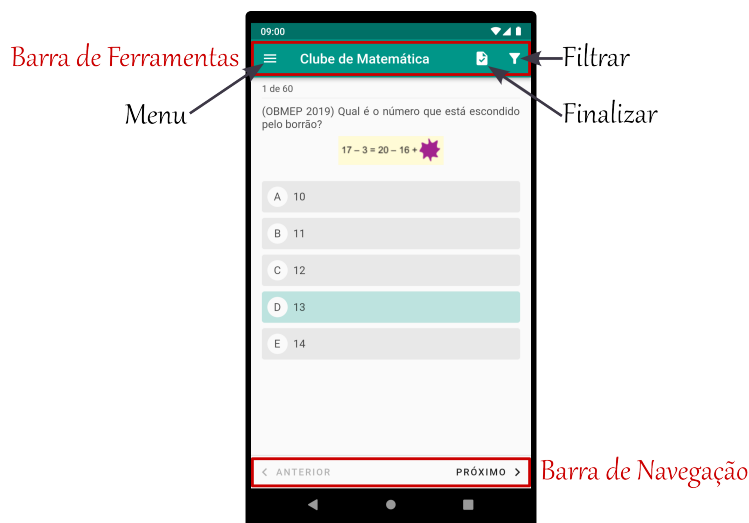 09:00
Barra de Ferramentas
Clube de Matemática
Filtrar
Menu
Finalizar
1 de 60
(OBMEP 2019) Qual é o número que está escondido
pelo borrão?
17 – 3 = 20 – 16 +
A 10
B 11
C 12
D 13
E 14
ANTERIOR
PRÓXIMO
Barra de Navegação